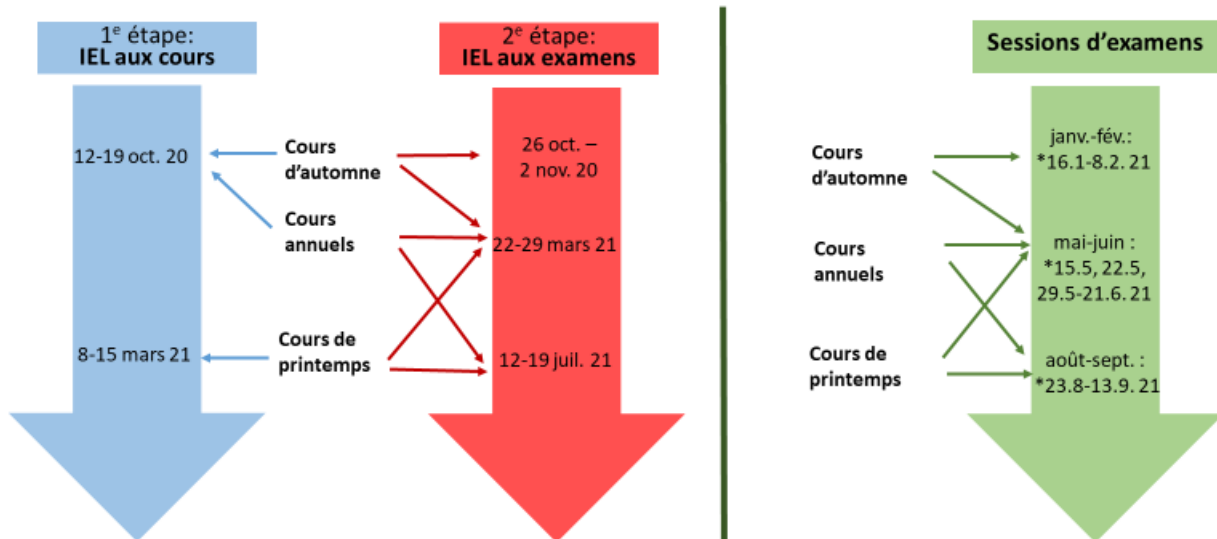 1e étape:
IEL aux cours
12-19 oct. 20
8-15 mars 21
Cours
d’automne
Cours
annuels
Cours de
printemps
2e étape:
IEL aux examens
26 oct. –
2 nov. 20
22-29 mars 21
12-19 juil. 21
Sessions d’examens
Cours
d’automne
Cours
annuels
Cours de
printemps
janv.-fév.:
*16.1-8.2. 21
mai-juin :
*15.5, 22.5,
29.5-21.6. 21
août-sept. :
*23.8-13.9. 21